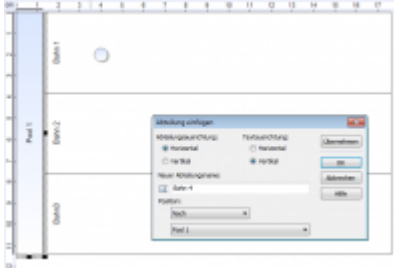 Pool 1
Bahn 1
Bahn 2
Bahn3
Abteilung einfügen
Abteilungsausrichtung:
Textausrichtung:
Horizontal
Horizontal
Vertikal
Vertikal
Übernehmen
OK
Abbrechen
Hilfe
Neuer Abteilungsname:
Bahn 4
Position:
Nach
Pool 1